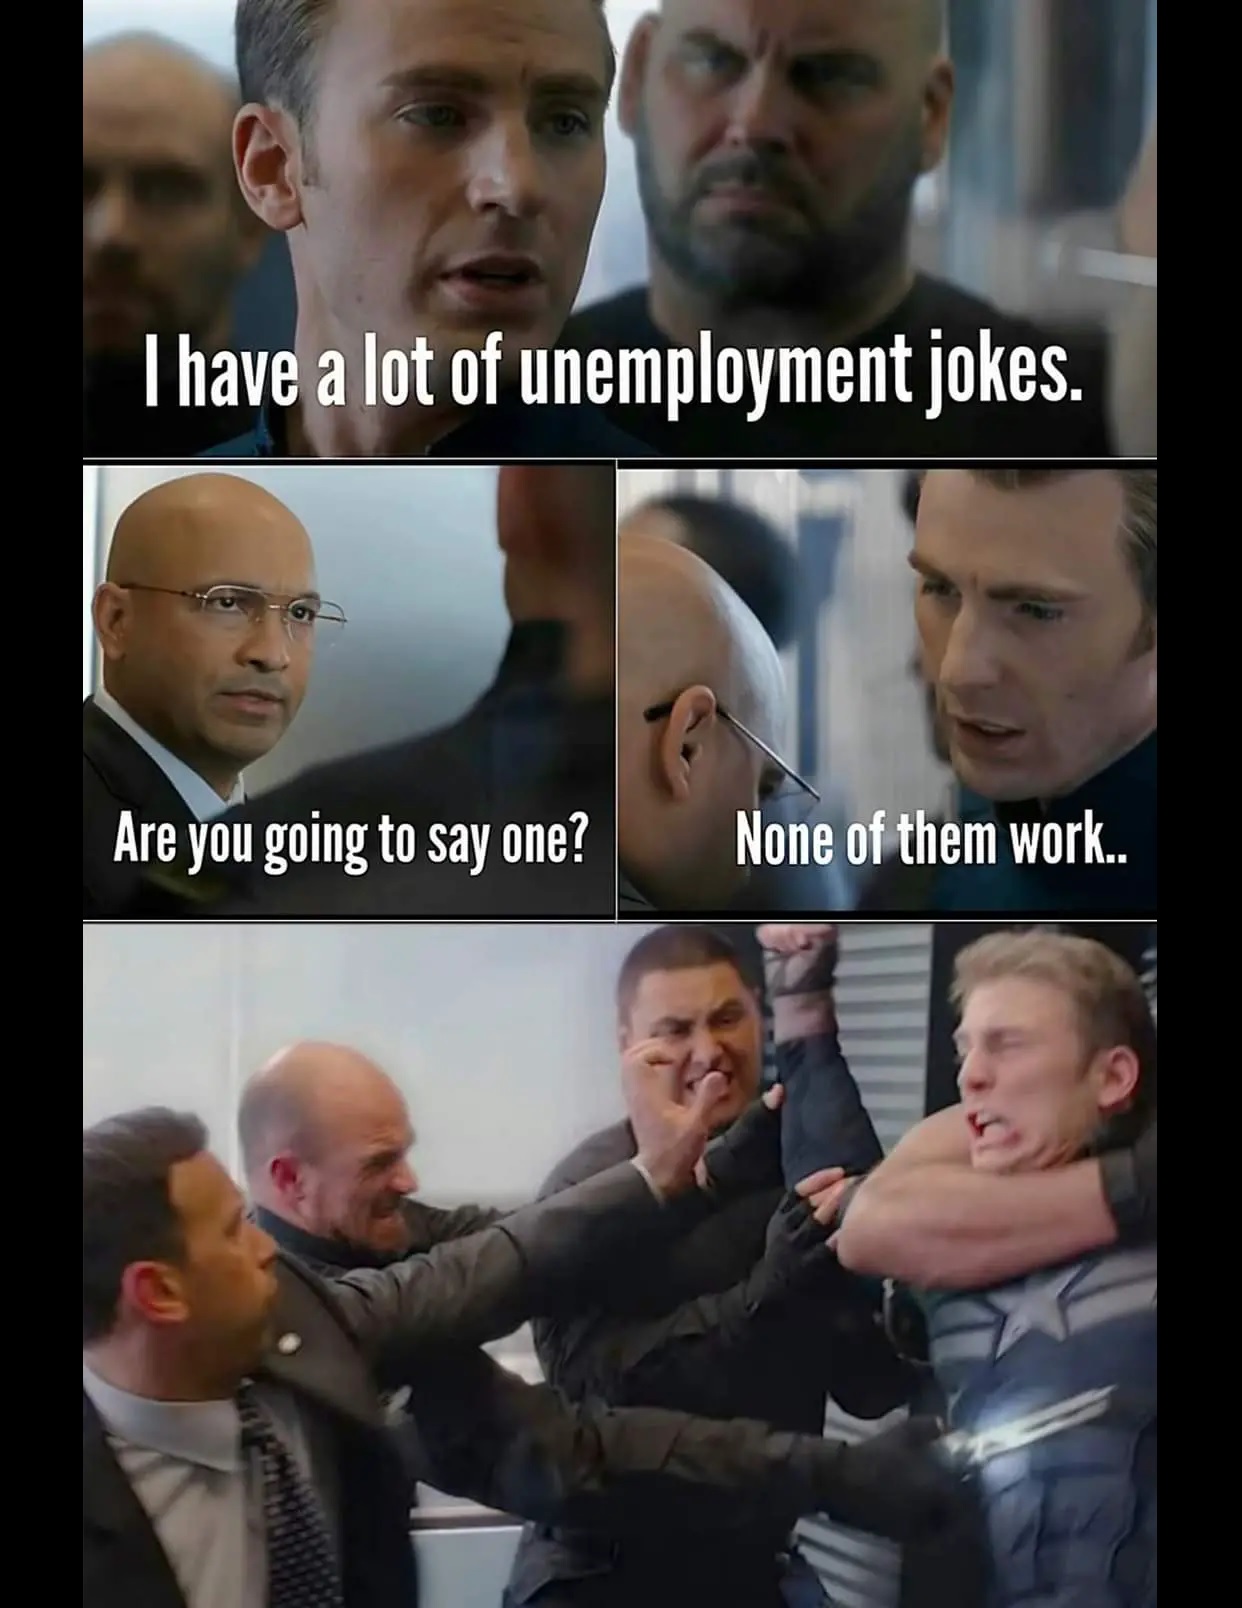 I have a lot of unemployment jokes.
Are you going to say one?
None of them work..